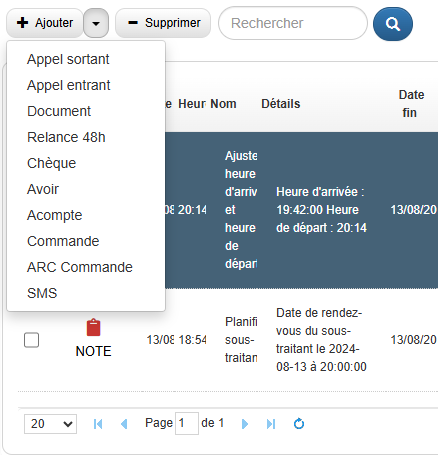 Ajouter
Supprimer
Rechercher
Appel sortant
Appel entrant
Document
Relance 48h
Chèque
Avoir
Acompte
Commande
ARC Commande
SMS
Heur Nom Détails Date
fin
Ajuste
heure
d'arriv
et
heure
de
départ
20:14
Heure d'arrivée :
19:42:00 Heure
de départ : 20:14
13/08/20
NOTE
13/08 18:54
Planifi
sous-
traitan
Date de rendez-
vous du sous-
traitant le 2024-
08-13 à 20:00:00
13/08/20
20 Page 1 de 1